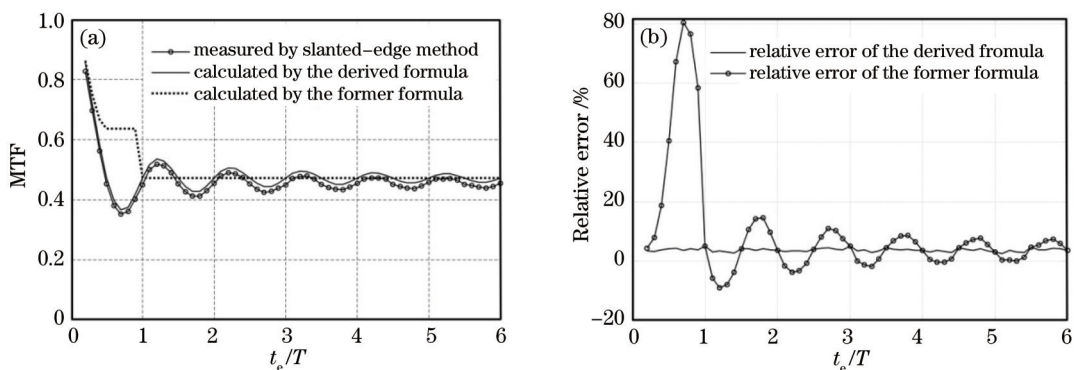 1.0
(a)
measured by slanted-edge method
calculated by the derived formula
calculated by the former formula
0.8
0.6
0.4
0.2
0
MTF
0 1 2 3 4 5 6
te/T
80
(b)
relative error of the derived fromula
relative error of the former formula
60
40
20
0
-20
Relative error /%
0 1 2 3 4 5 6
te/T